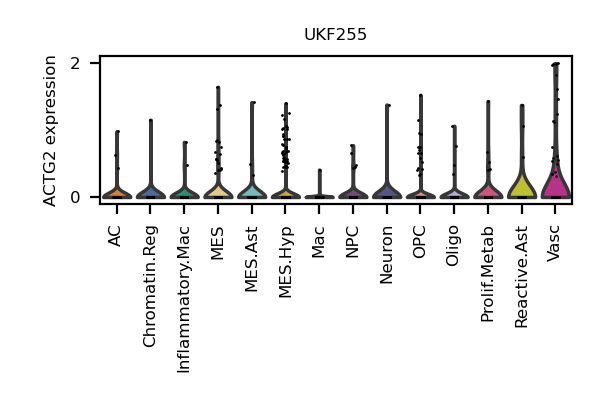 UKF255
ACTG2 expression
2
0
AC
Chromatin.Reg
Inflammatory.Mac
MES
MES.Ast
MES.Hyp
Mac
NPC
Neuron
OPC
Oligo
Prolif.Metab
Reactive.Ast
Vasc